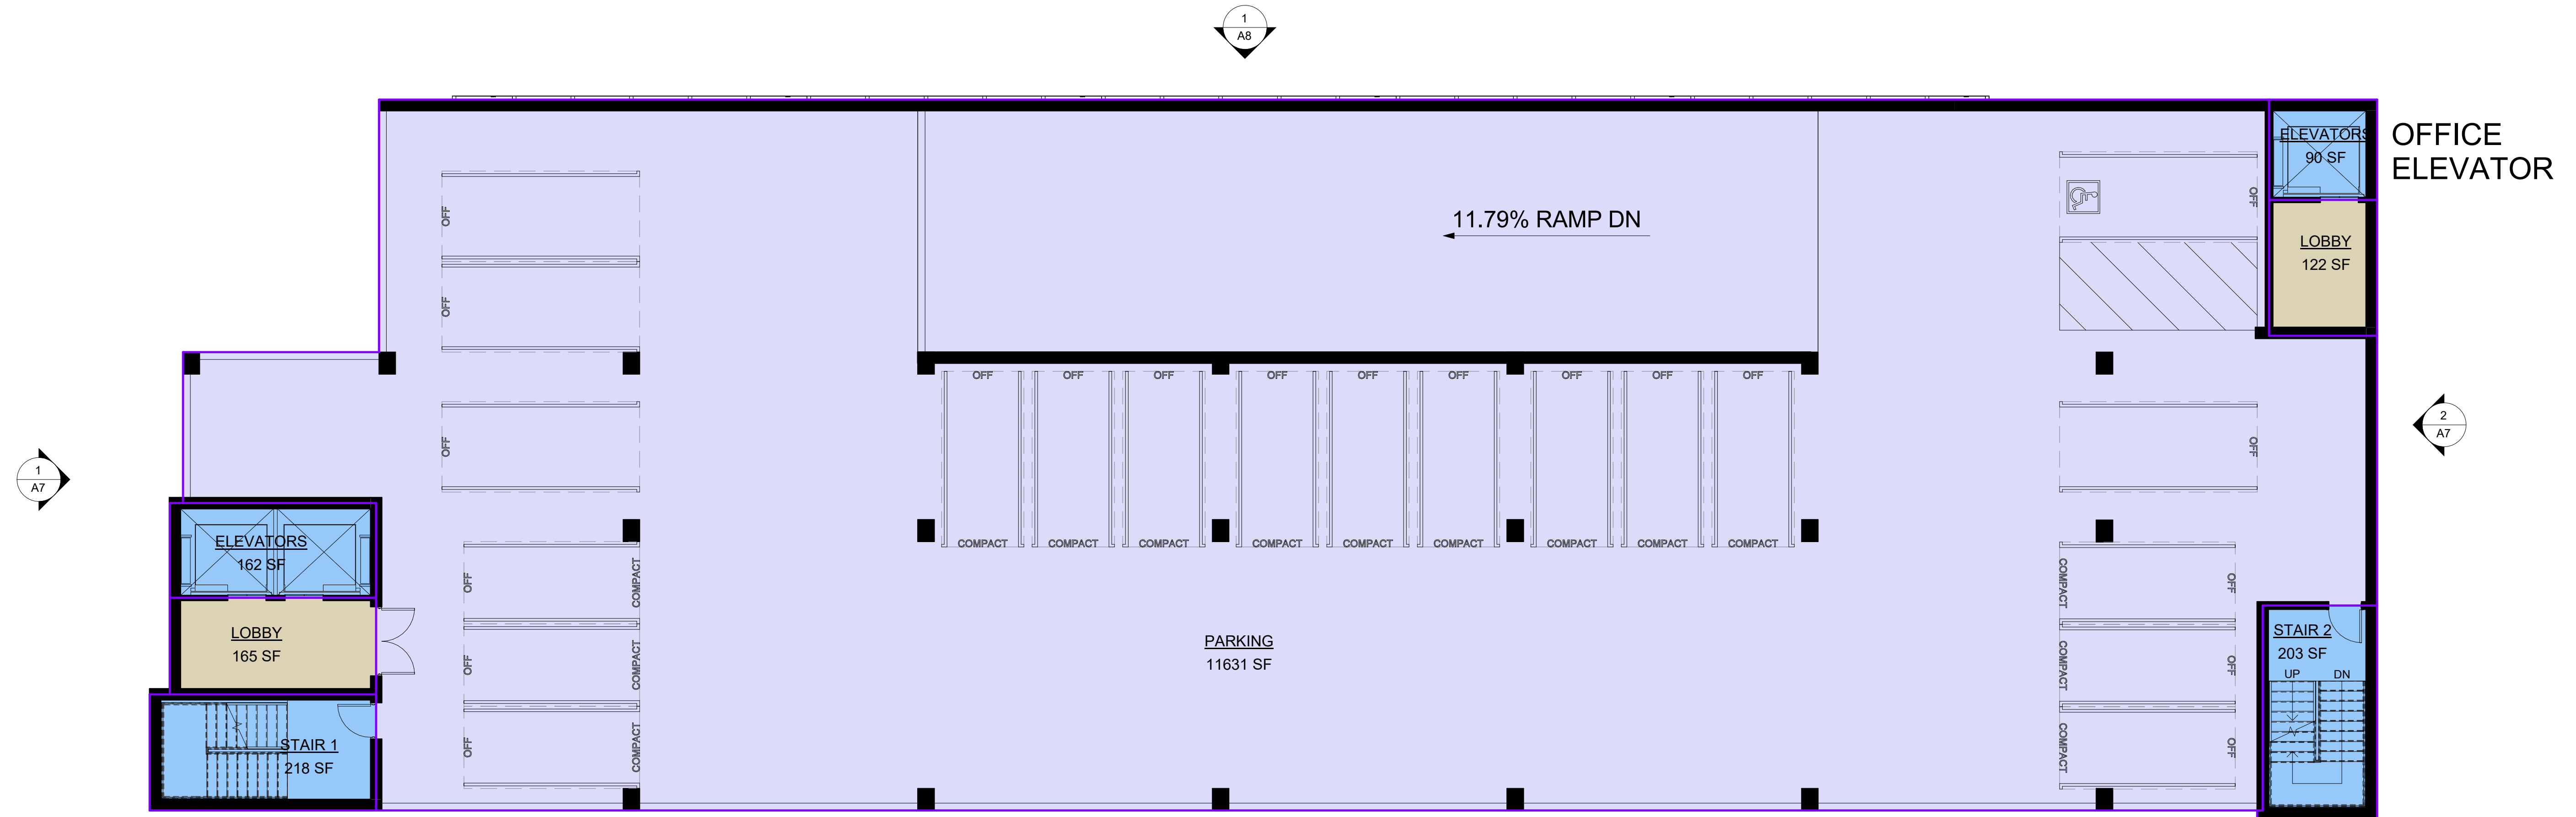 1
A8
OFFICE
ELEVATOR
ELEVATORS
90 SF
OFF
OFF
11.79% RAMP DN
LOBBY
122 SF
OFF
OFF
OFF
OFF
OFF
OFF
OFF
OFF
OFF
OFF
OFF
1
A7
OFF
OFF
2
A7
COMPACT
COMPACT
COMPACT
COMPACT
COMPACT
COMPACT
COMPACT
COMPACT
COMPACT
ELEVATORS
162 SF
OFF
COMPACT
COMPACT
OFF
LOBBY
165 SF
OFF
COMPACT
PARKING
11631 SF
COMPACT
OFF
STAIR 2
203 SF
UP
DN
STAIR 1
218 SF
OFF
COMPACT
COMPACT
OFF